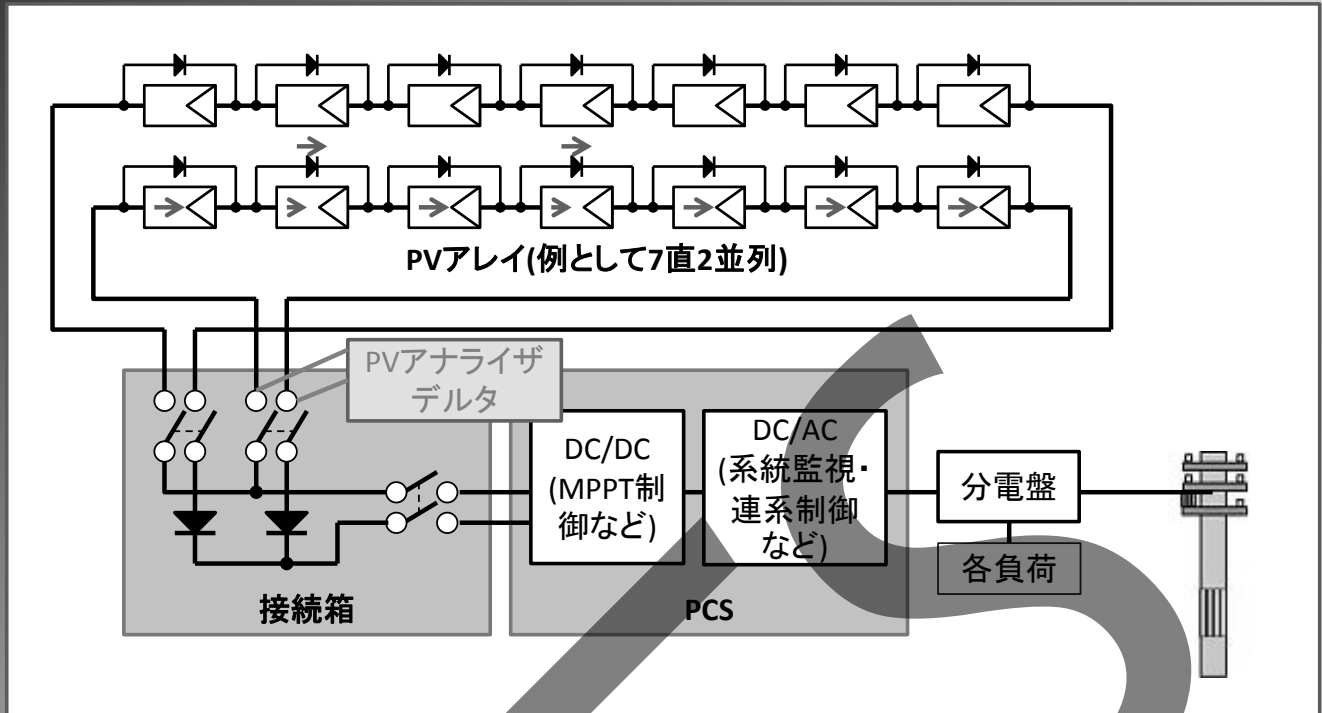 PVアレイ(例として7直2並列)
PVアナライザ
デルタ
DC/DC
(MPPT制
御など)
DC/AC
(系統監視・
連系制御
など)
分電盤
各負荷
接続箱
PCS